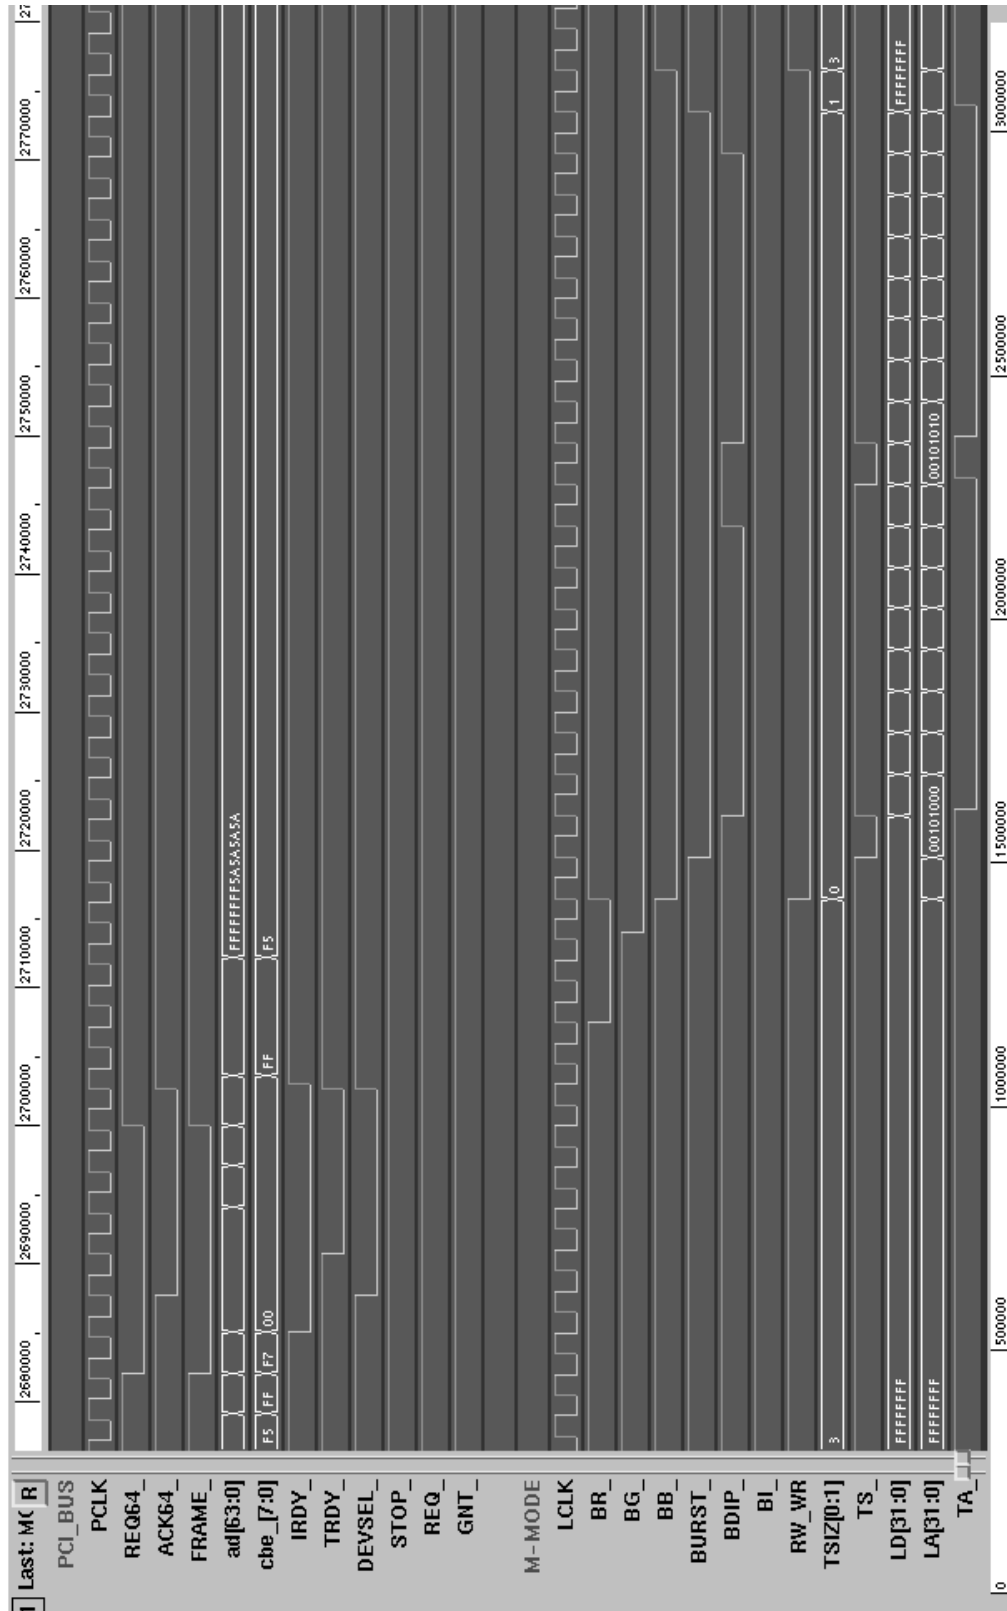 Last: MC R
2680000 2690000 2700000 2710000 2720000 2730000 2740000 2750000 2760000 2770000 27
PCI_BUS
PCLK
REQ64_
ACK64_
FRAME_
ad[63:0] FFFFFFFF5A5A5A5A
cbe_[7:0] F5 FF F7 00 FF F5
IRDY_
TRDY_
DEVSEL_
STOP_
REQ_
GNT_
M-MODE
LCLK
BR_
BG_
BB_
BURST_
BDIP_
BI_
RW_WR
TSIZ[0:1] 3 0 1 3
TS_
LD[31:0] FFFFFFFF FFFFFFFF
LA[31:0] FFFFFFFF 00101000 00101010
TA_
0 500000 1000000 1500000 2000000 2500000 3000000